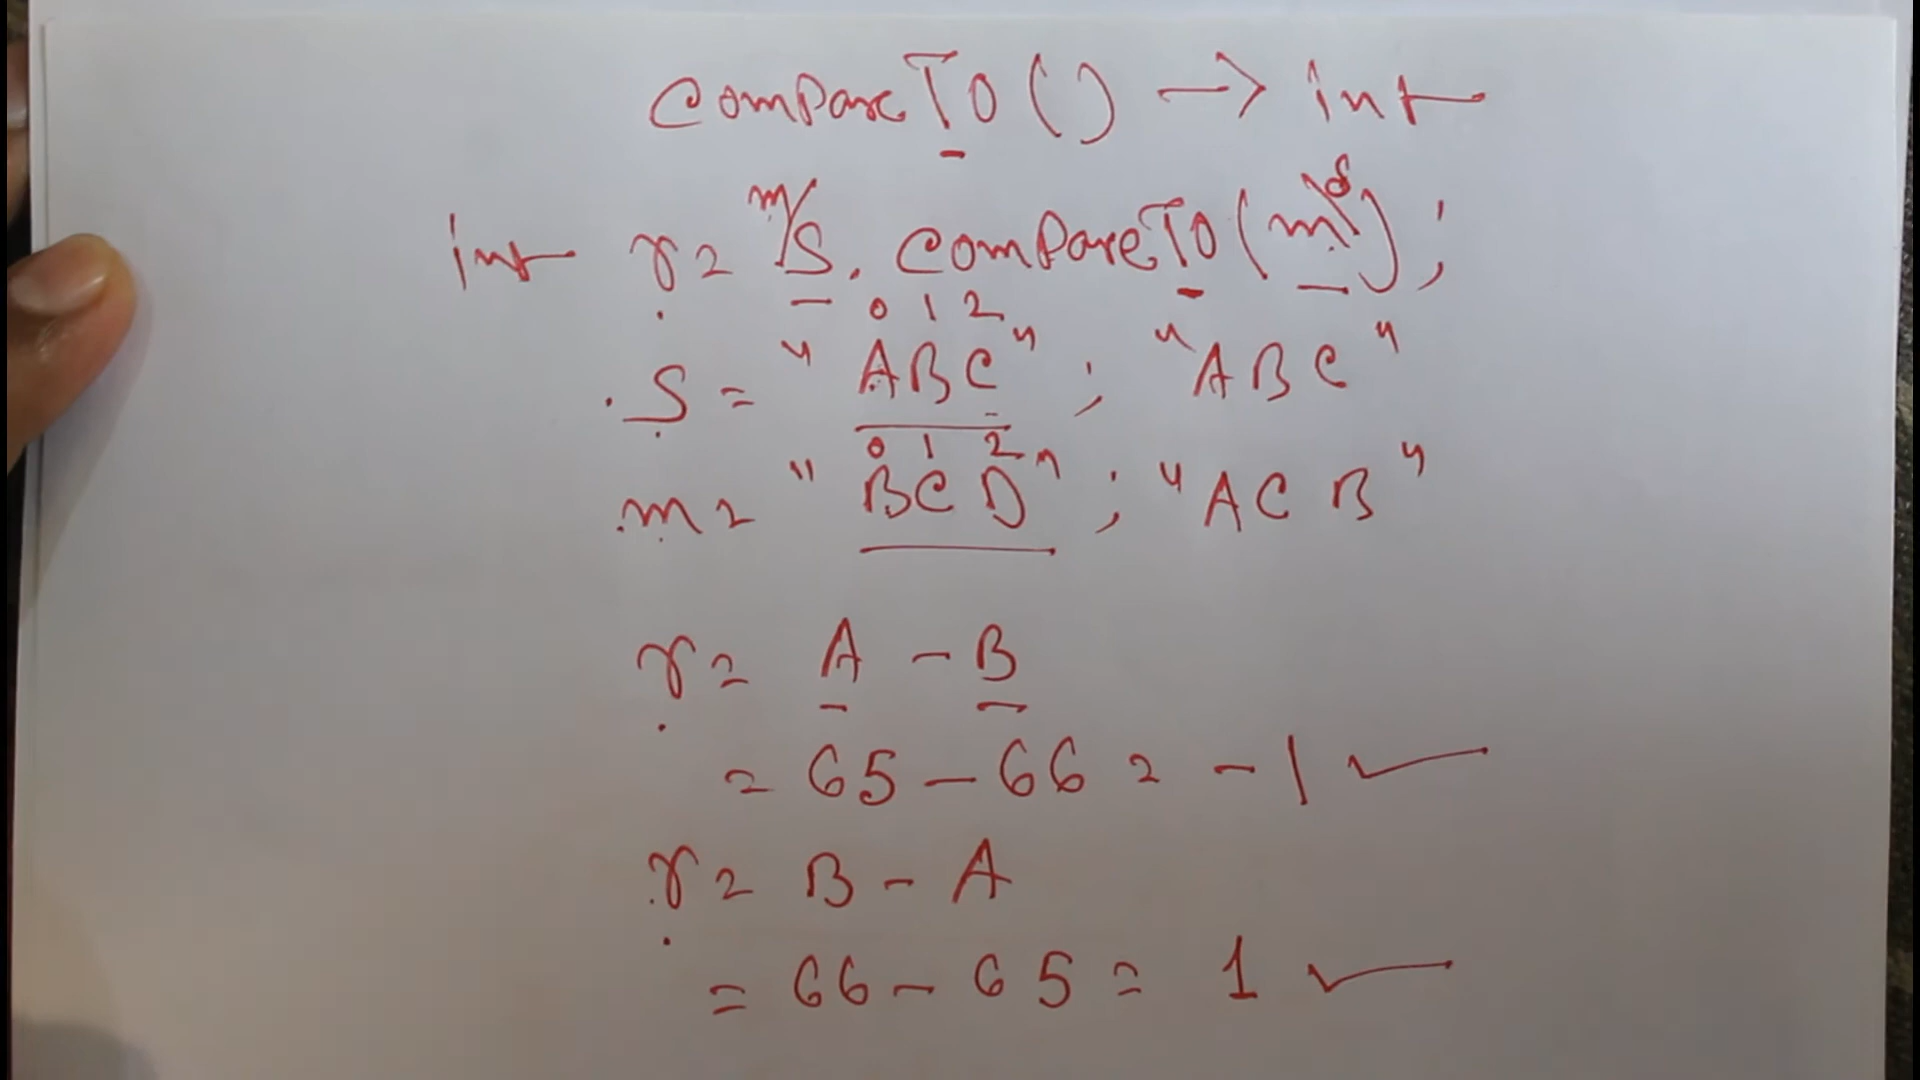 compareTo() -> int
int r = m/s. compareTo(m\s);
0 1 2
S = "ABC"; "ABC"
0 1 2
m = "BCD"; "ACB"
r = A - B
= 65 - 66 = -1 ✓
r = B - A
= 66 - 65 = 1 ✓